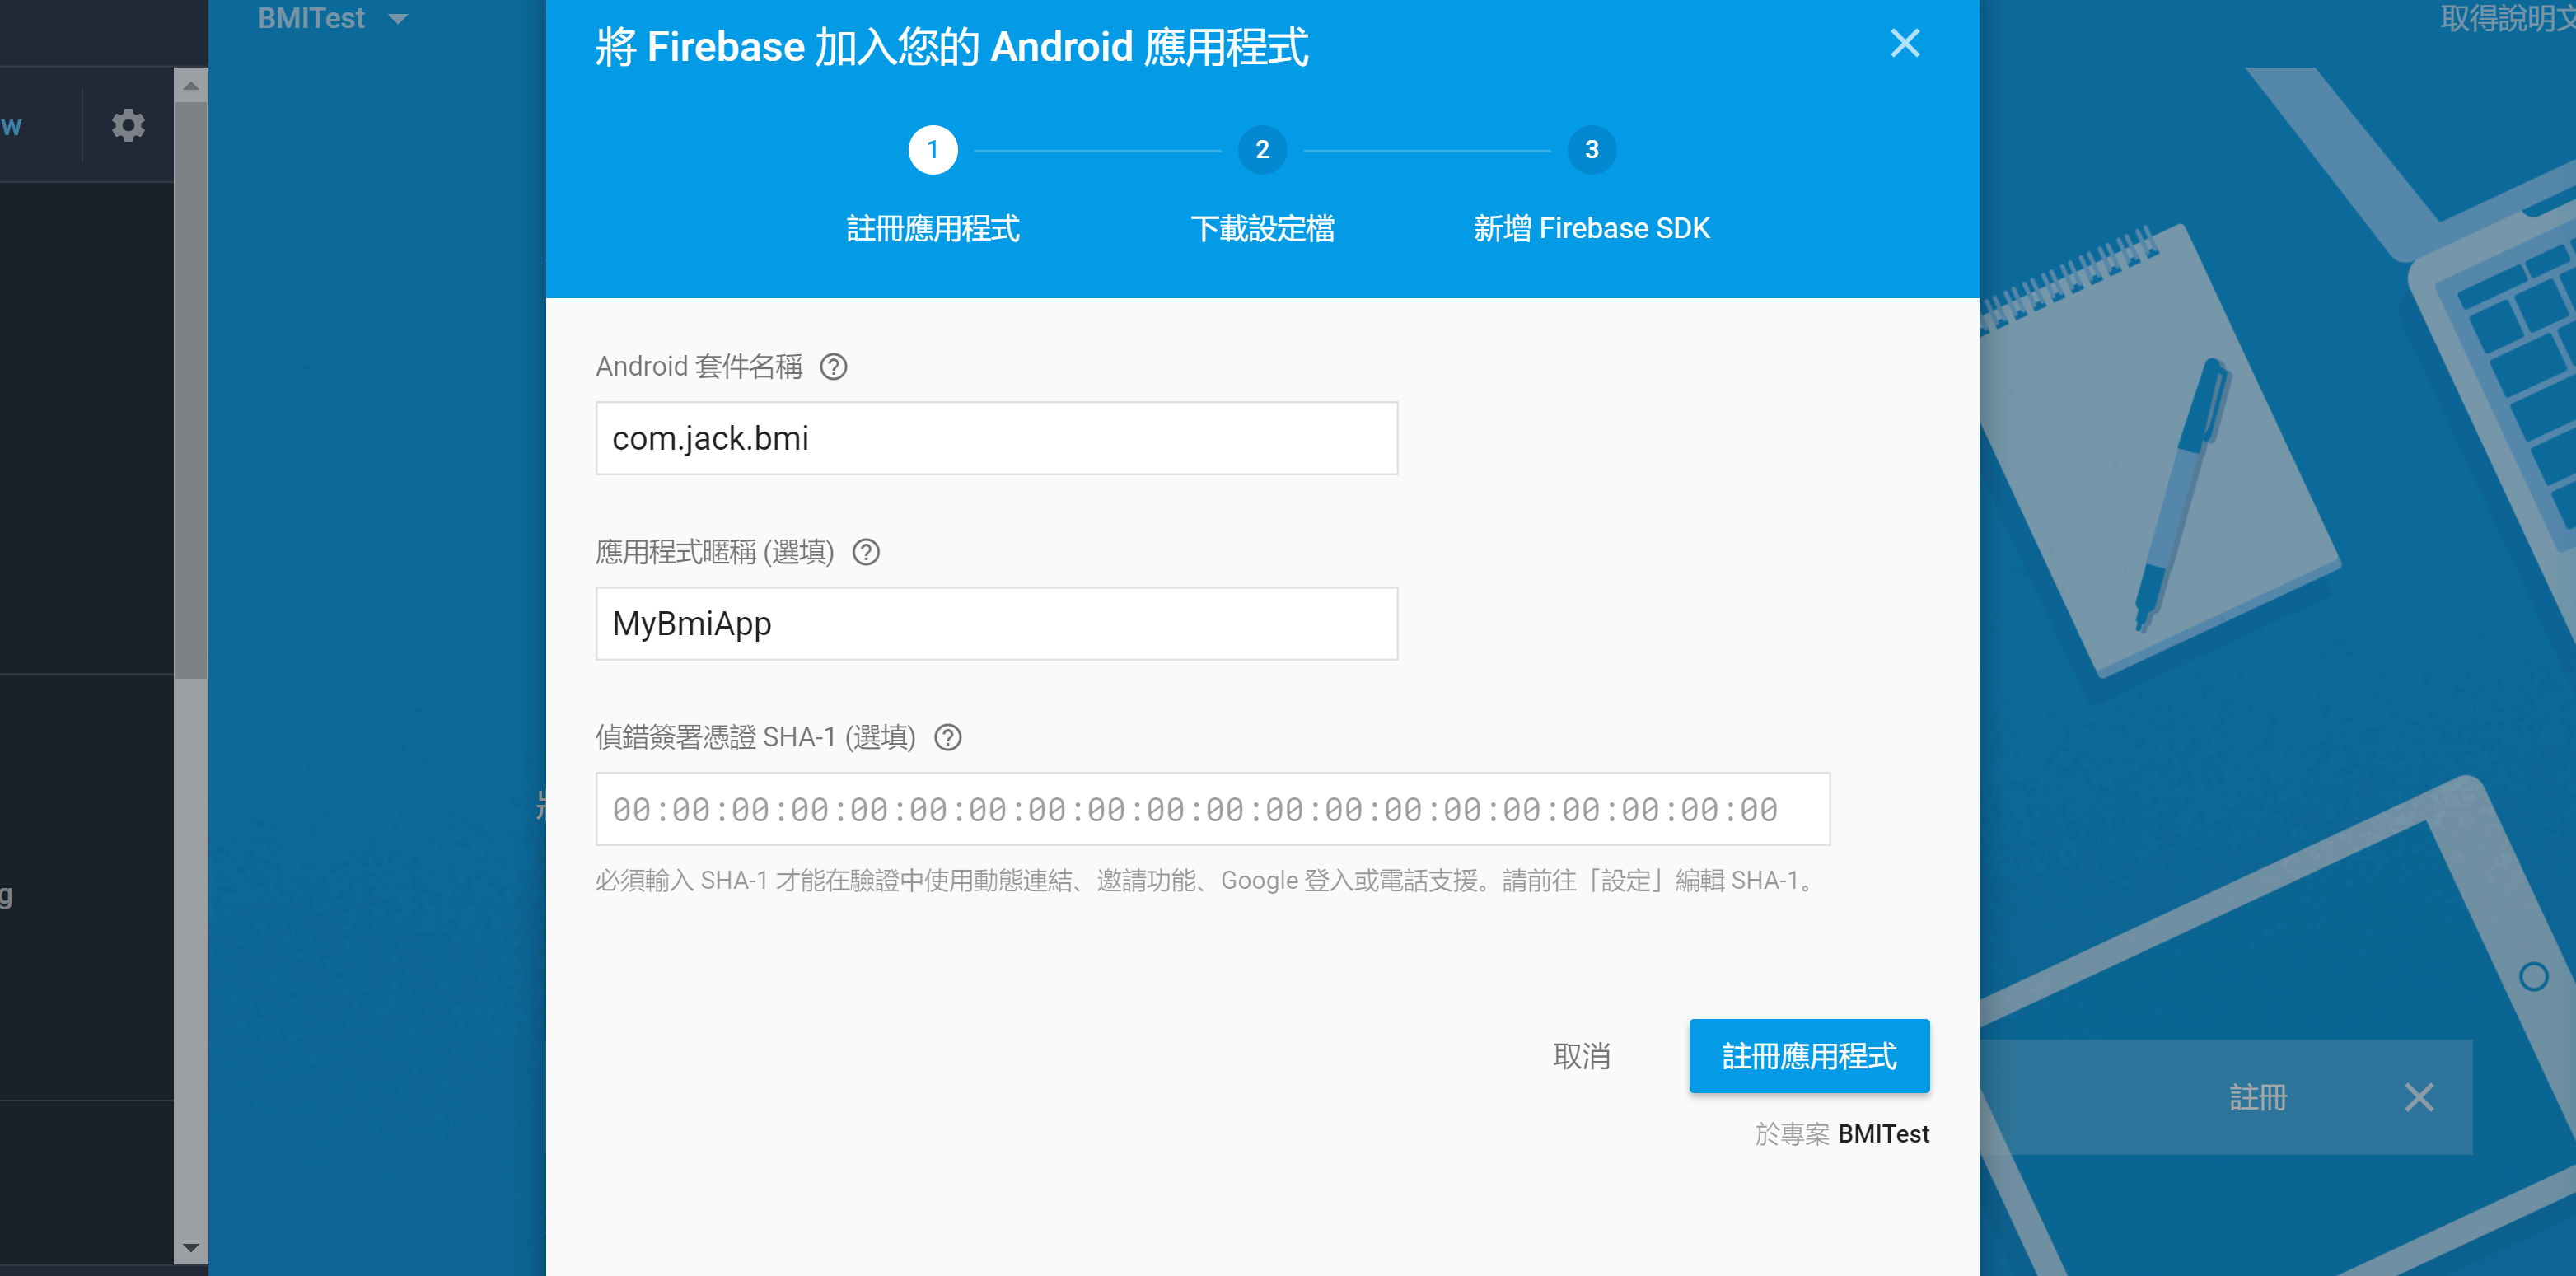 BMITest
取得說明文
將 Firebase 加入您的 Android 應用程式
w
1
2
3
註冊應用程式
下載設定檔
新增 Firebase SDK
Android 套件名稱
com.jack.bmi
應用程式暱稱 (選填)
MyBmiApp
偵錯簽署憑證 SHA-1 (選填)
00:00:00:00:00:00:00:00:00:00:00:00:00:00:00:00:00:00:00:00
必須輸入 SHA-1 才能在驗證中使用動態連結、邀請功能、Google 登入或電話支援。請前往「設定」編輯 SHA-1。
g
取消
註冊應用程式
註冊
於專案 BMITest